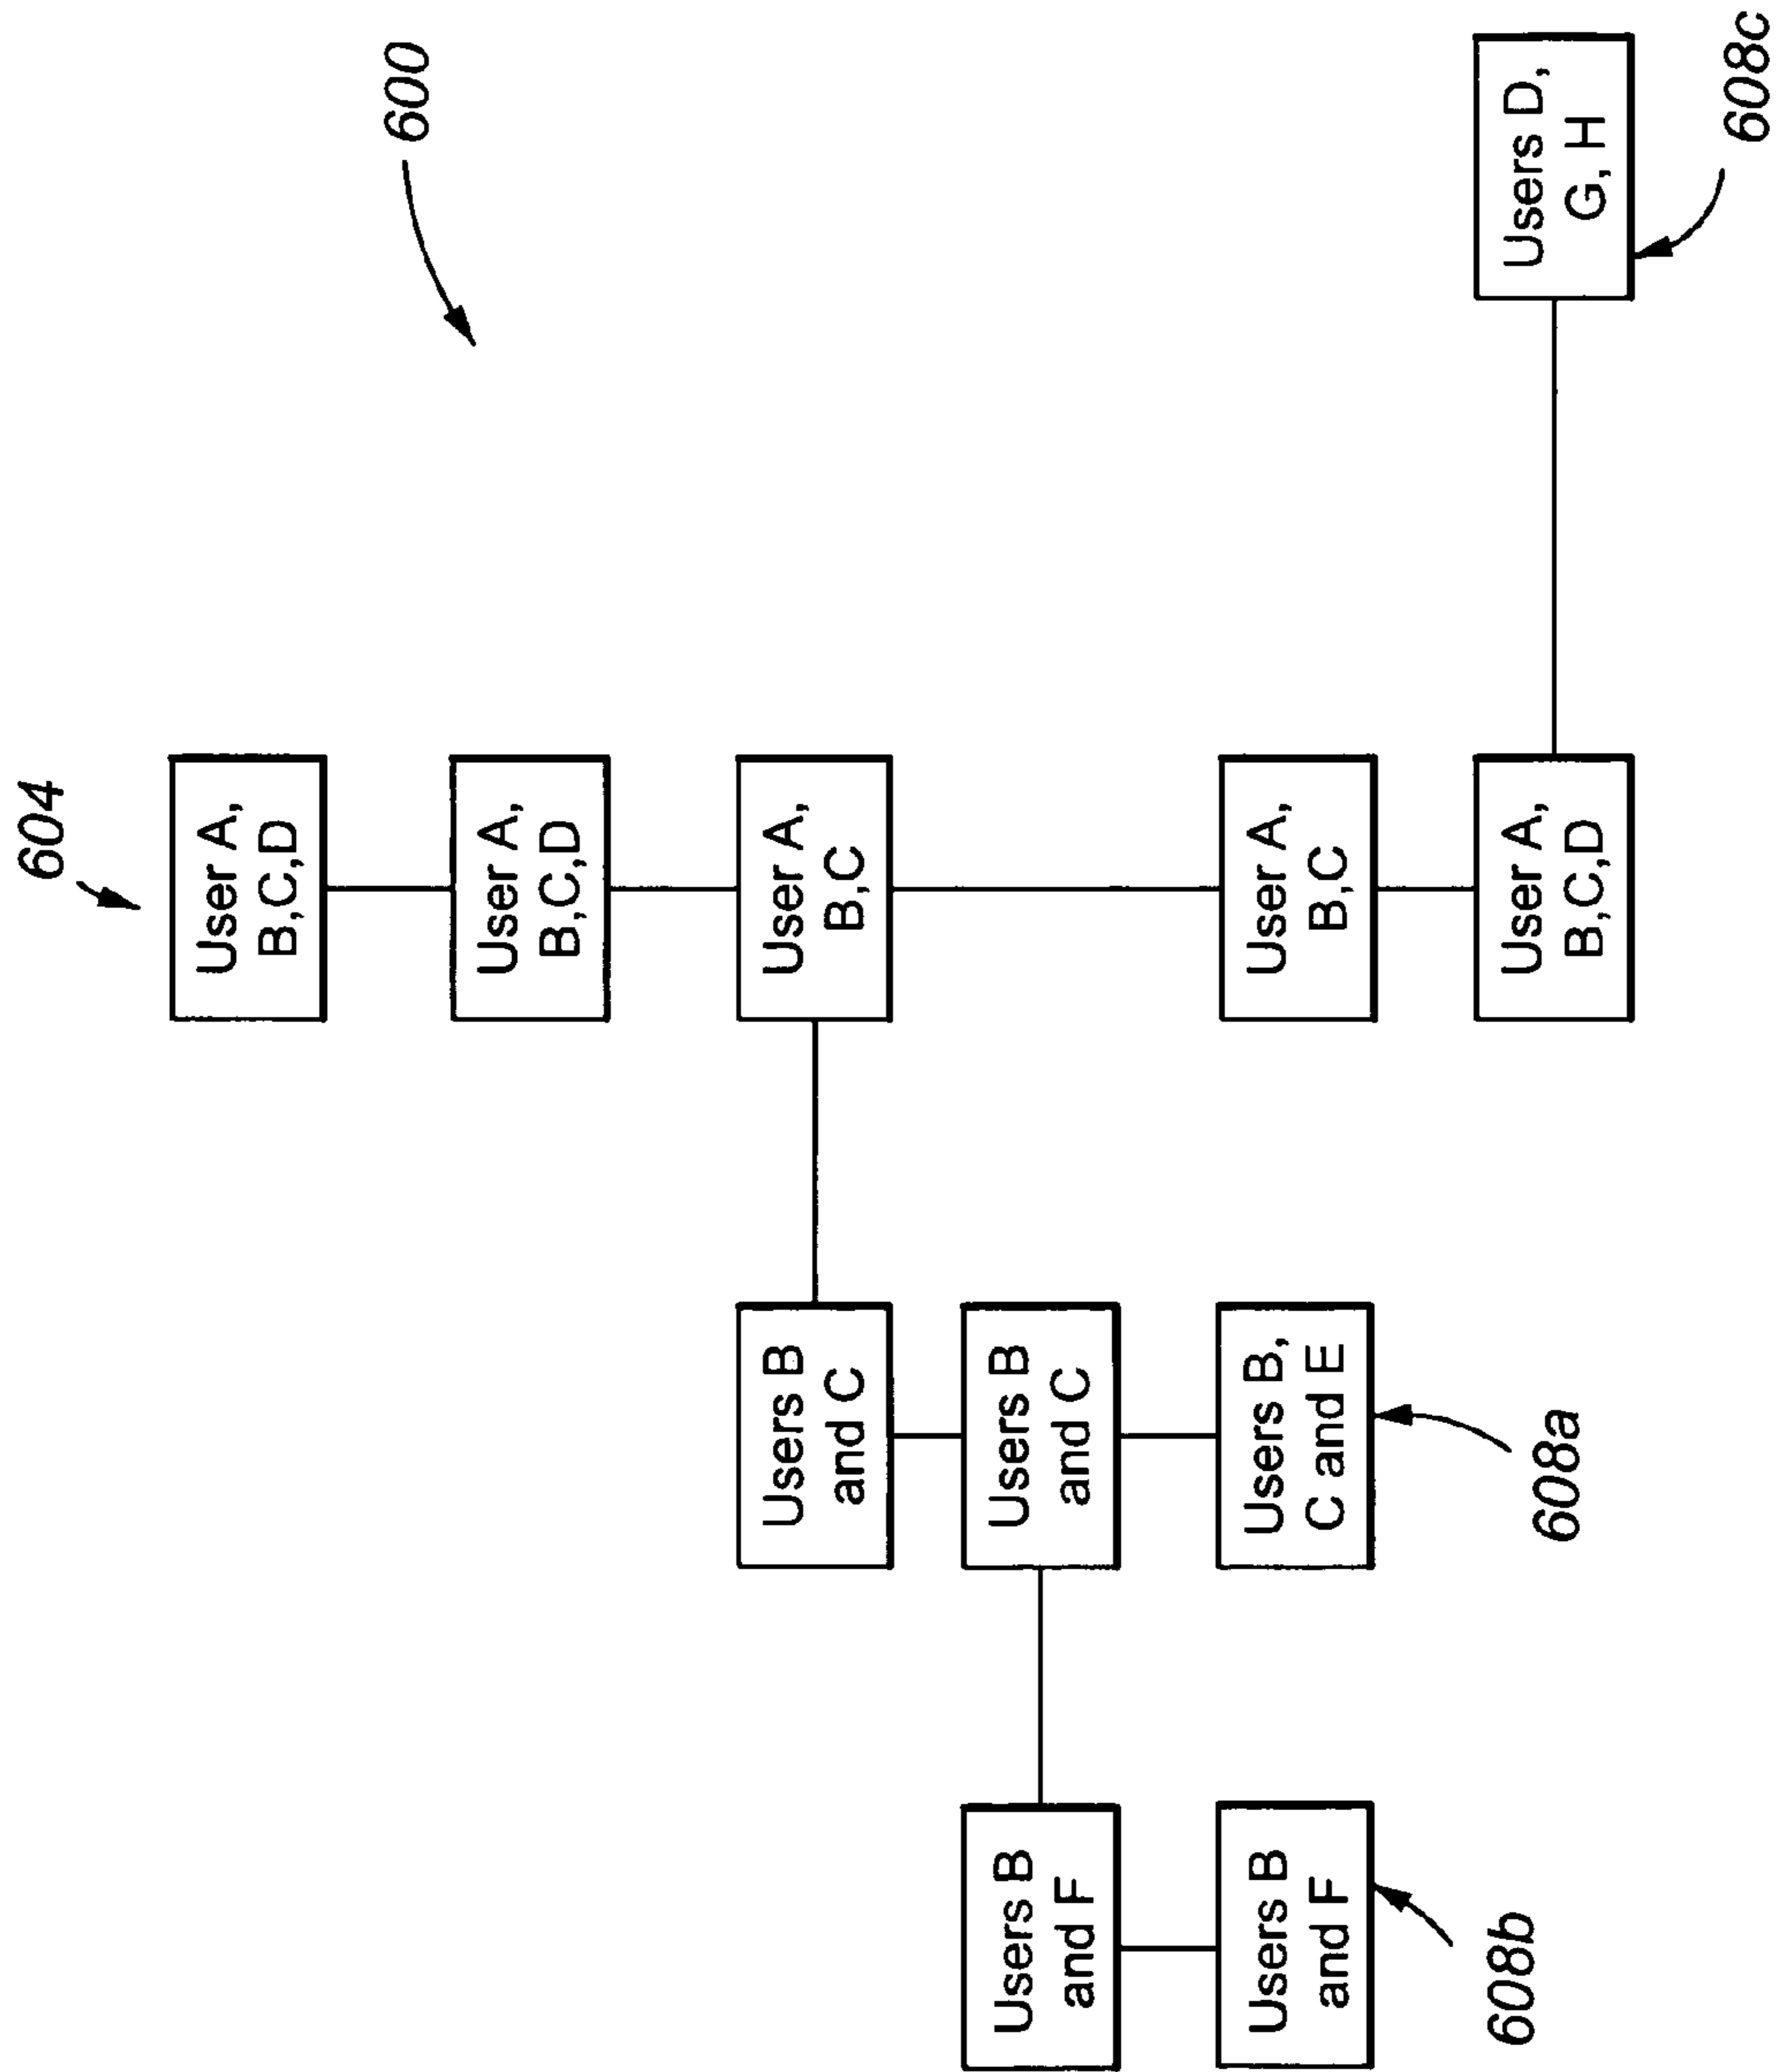 604
User A,
B,C,D
600
User A,
B,C,D
Users B
and C
User A,
B,C
Users B
and F
Users B
and C
Users B
and F
Users B,
C and E
User A,
B,C
608b
608a
User A,
B,C,D
Users D,
G, H
608c